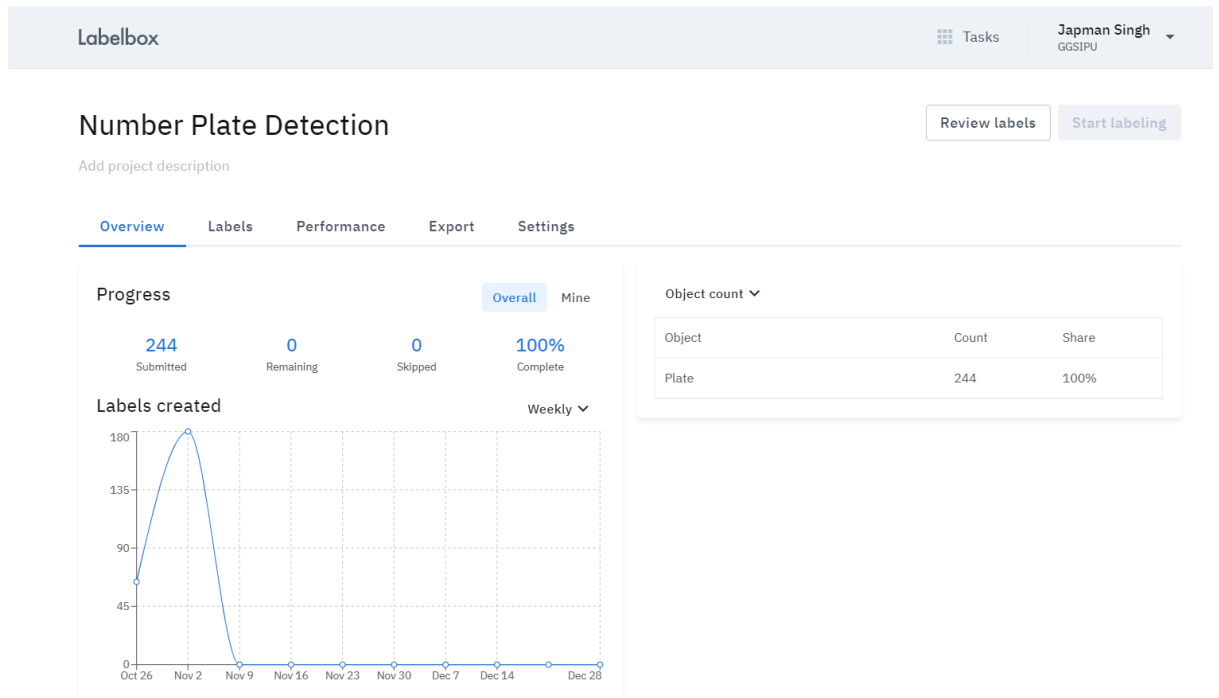 Labelbox
Tasks
Japman Singh
GGSIPU
Number Plate Detection
Review labels
Start labeling
Add project description
Overview Labels Performance Export Settings
Progress
Overall Mine
244 0 0 100%
Submitted Remaining Skipped Complete
Labels created
Weekly
180
135
90
45
0
Oct 26 Nov 2 Nov 9 Nov 16 Nov 23 Nov 30 Dec 7 Dec 14 Dec 28
Object count
Object Count Share
Plate 244 100%